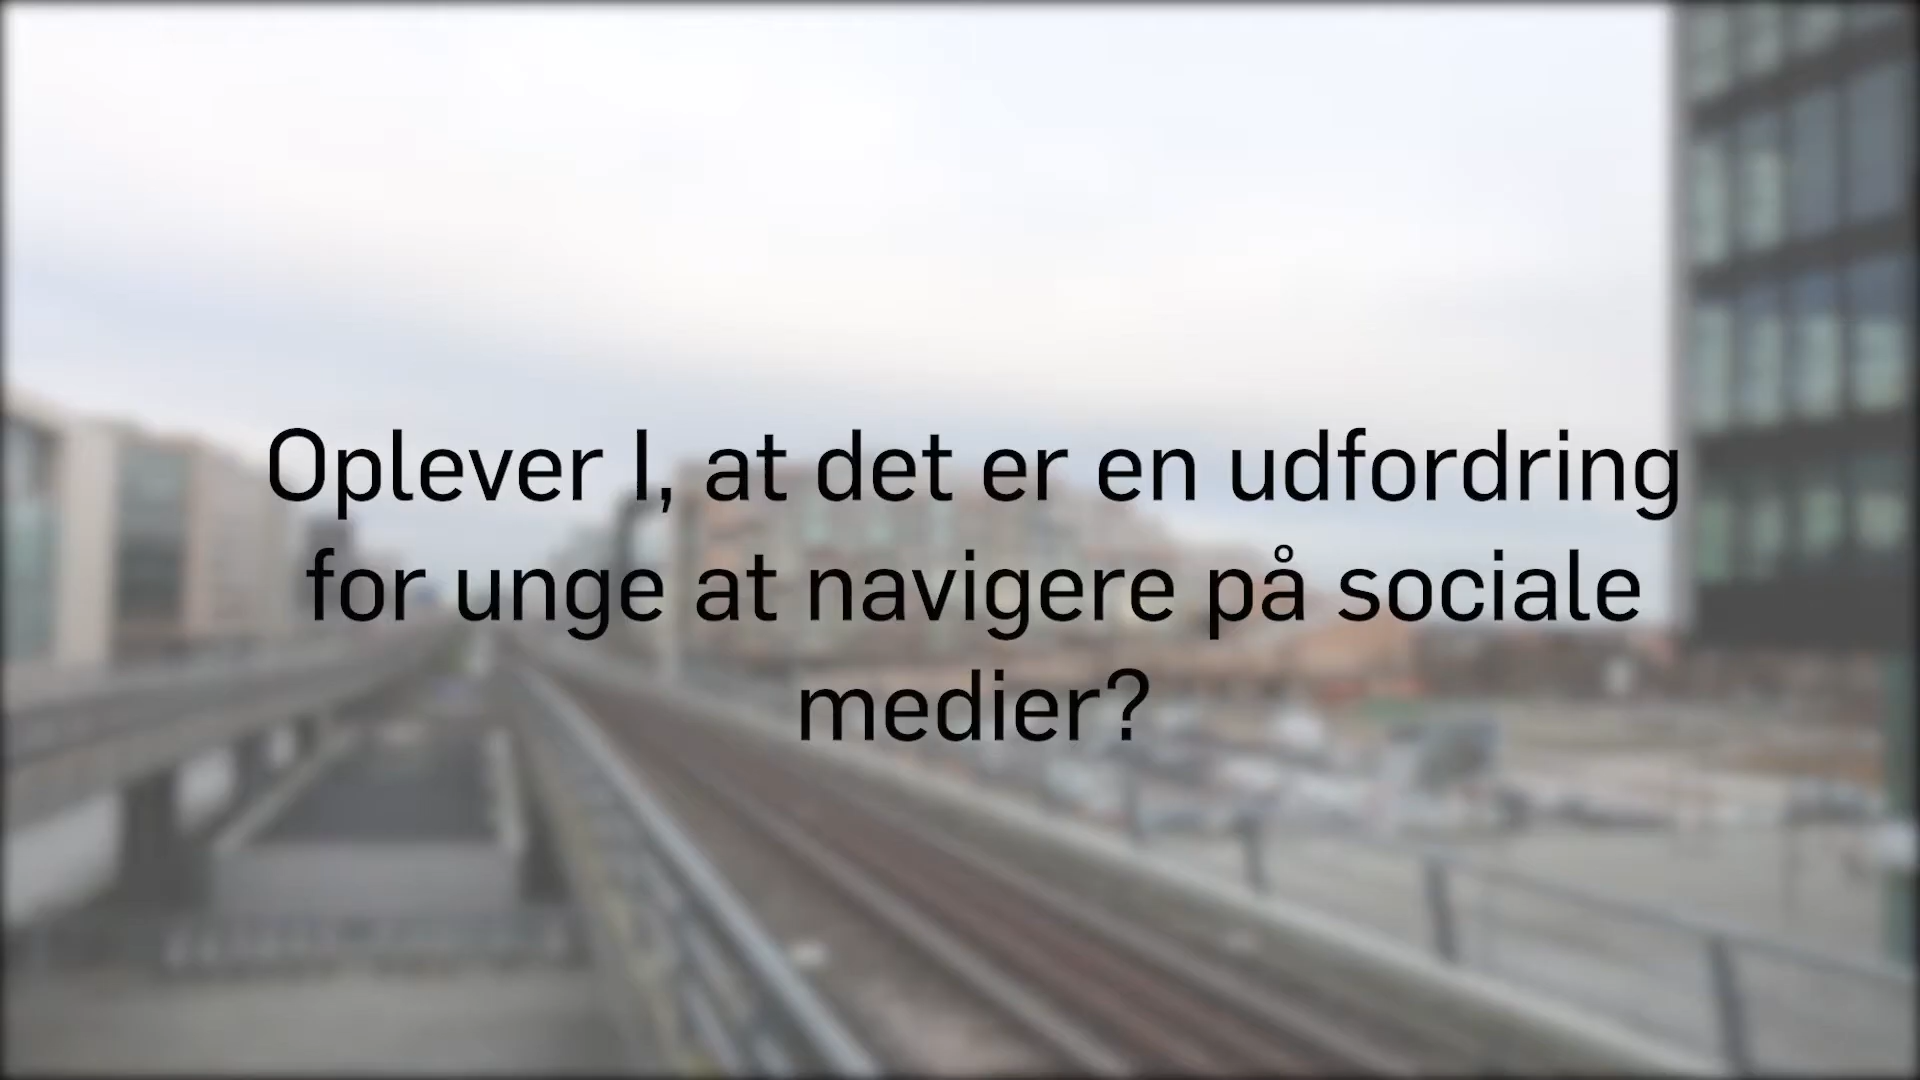 Oplever I, at det er en udfordring
for unge at navigere på sociale
medier?